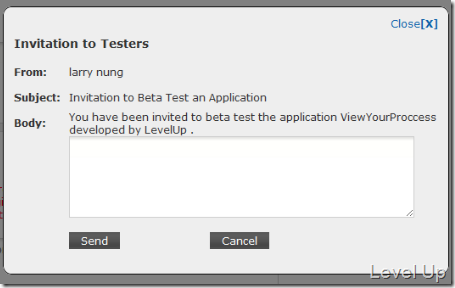 Close[X]
Invitation to Testers
From: larry nung
Subject: Invitation to Beta Test an Application
Body: You have been invited to beta test the application ViewYourProccess
developed by LevelUp .
Send Cancel
Level Up